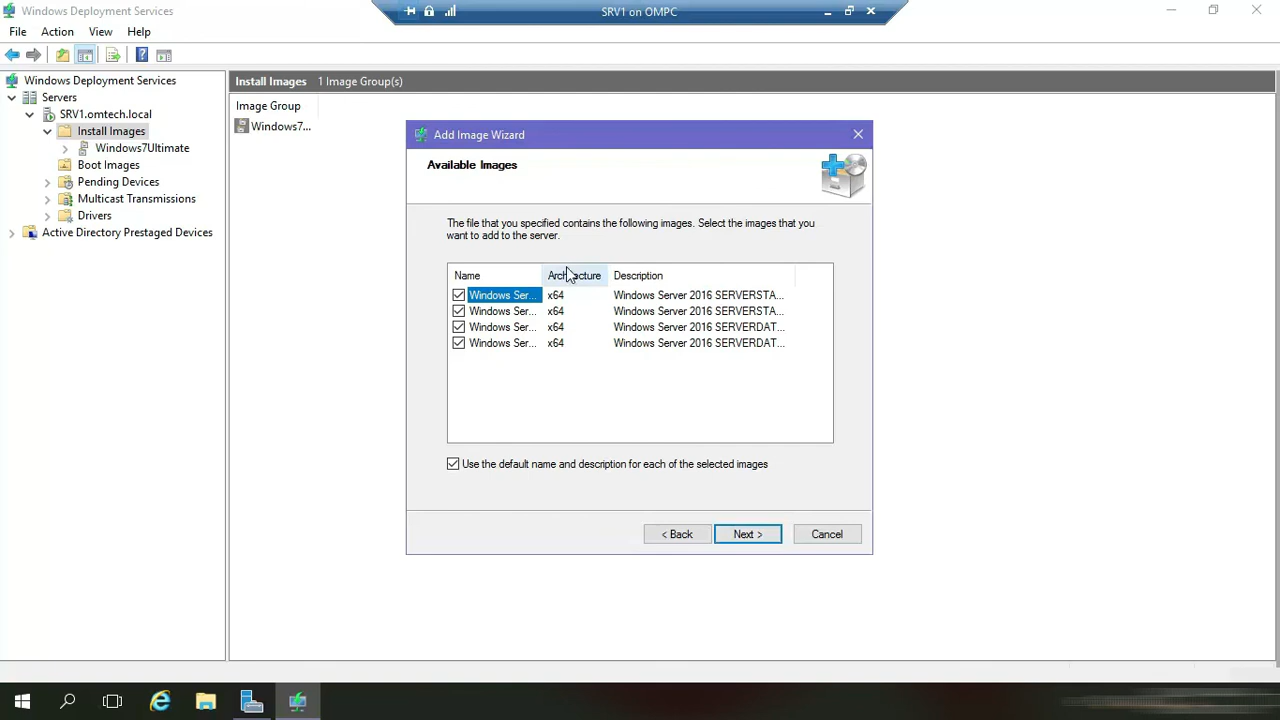 Windows Deployment Services
SRV1 on OMPC
File Action View Help
Windows Deployment Services
Servers
SRV1.omtech.local
Install Images
Windows7Ultimate
Boot Images
Pending Devices
Multicast Transmissions
Drivers
Active Directory Prestaged Devices
Install Images 1 Image Group(s)
Image Group
Windows7...
Add Image Wizard
Available Images
The file that you specified contains the following images. Select the images that you
want to add to the server.
Name Architecture Description
Windows Ser... x64 Windows Server 2016 SERVERSTA...
Windows Ser... x64 Windows Server 2016 SERVERSTA...
Windows Ser... x64 Windows Server 2016 SERVERDAT...
Windows Ser... x64 Windows Server 2016 SERVERDAT...
Use the default name and description for each of the selected images
< Back Next > Cancel